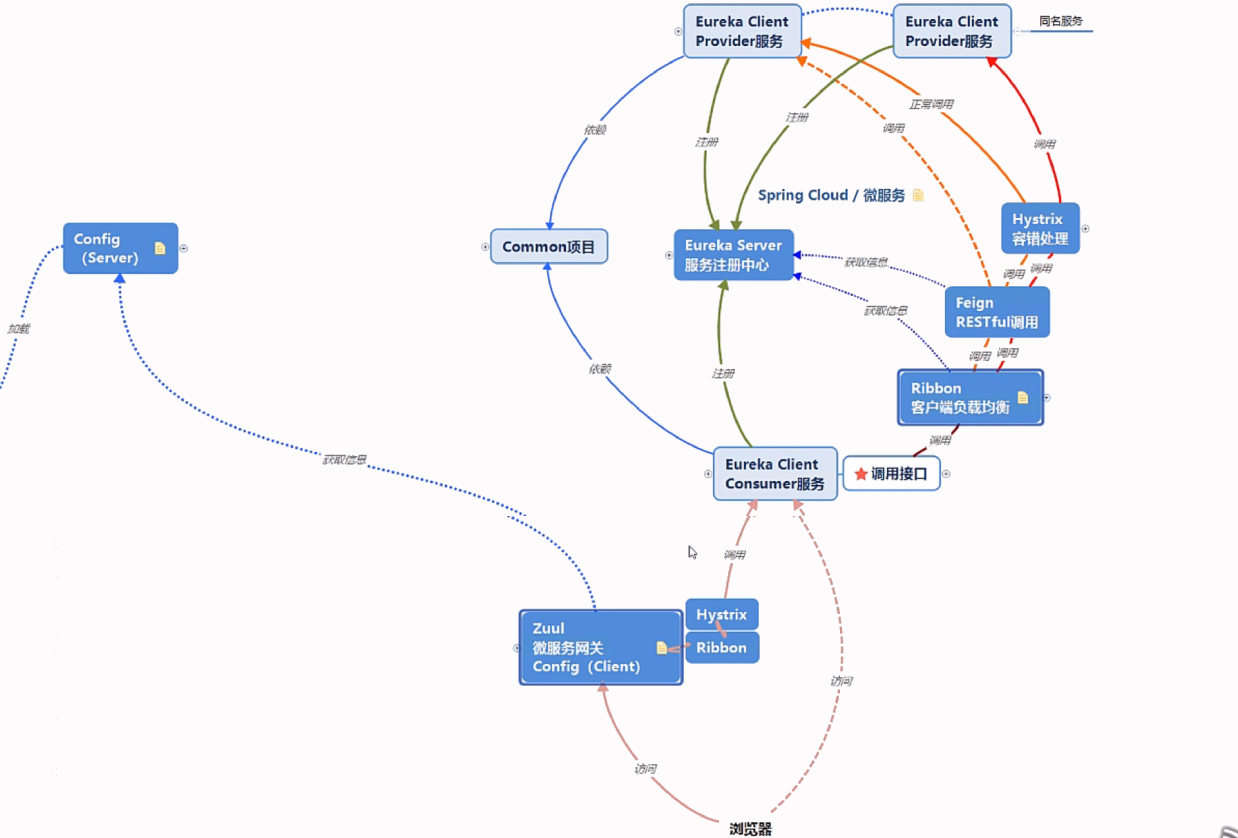 Eureka Client
Provider服务
Eureka Client
Provider服务
同名服务
正常调用
注册
调用
依赖
注册
调用
Spring Cloud / 微服务
Hystrix
容错处理
Config
（Server）
Common项目
Eureka Server
服务注册中心
获取信息
调用
调用
Feign
RESTful调用
获取信息
加载
调用
调用
依赖
注册
Ribbon
客户端负载均衡
调用
获取信息
Eureka Client
Consumer服务
调用接口
调用
Hystrix
Zuul
微服务网关
Config（Client）
Ribbon
访问
访问
浏览器